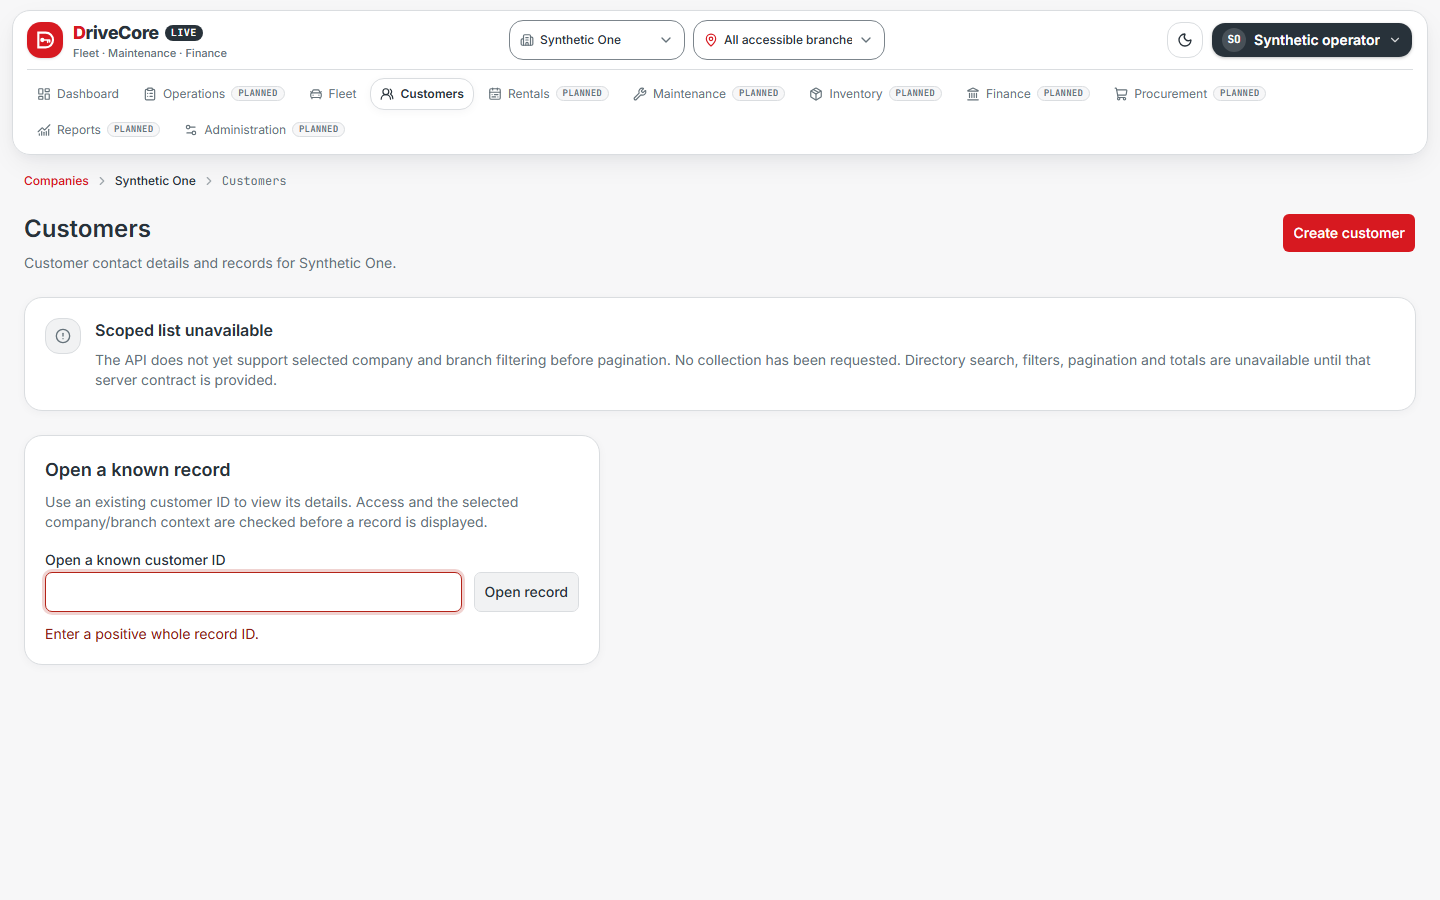 DriveCore LIVE
Fleet · Maintenance · Finance
Synthetic One
All accessible branche
SO Synthetic operator
Dashboard
Operations PLANNED
Fleet
Customers
Rentals PLANNED
Maintenance PLANNED
Inventory PLANNED
Finance PLANNED
Procurement PLANNED
Reports PLANNED
Administration PLANNED
Companies > Synthetic One > Customers
Customers
Create customer
Customer contact details and records for Synthetic One.
Scoped list unavailable
The API does not yet support selected company and branch filtering before pagination. No collection has been requested. Directory search, filters, pagination and totals are unavailable until that
server contract is provided.
Open a known record
Use an existing customer ID to view its details. Access and the selected
company/branch context are checked before a record is displayed.
Open a known customer ID
Open record
Enter a positive whole record ID.